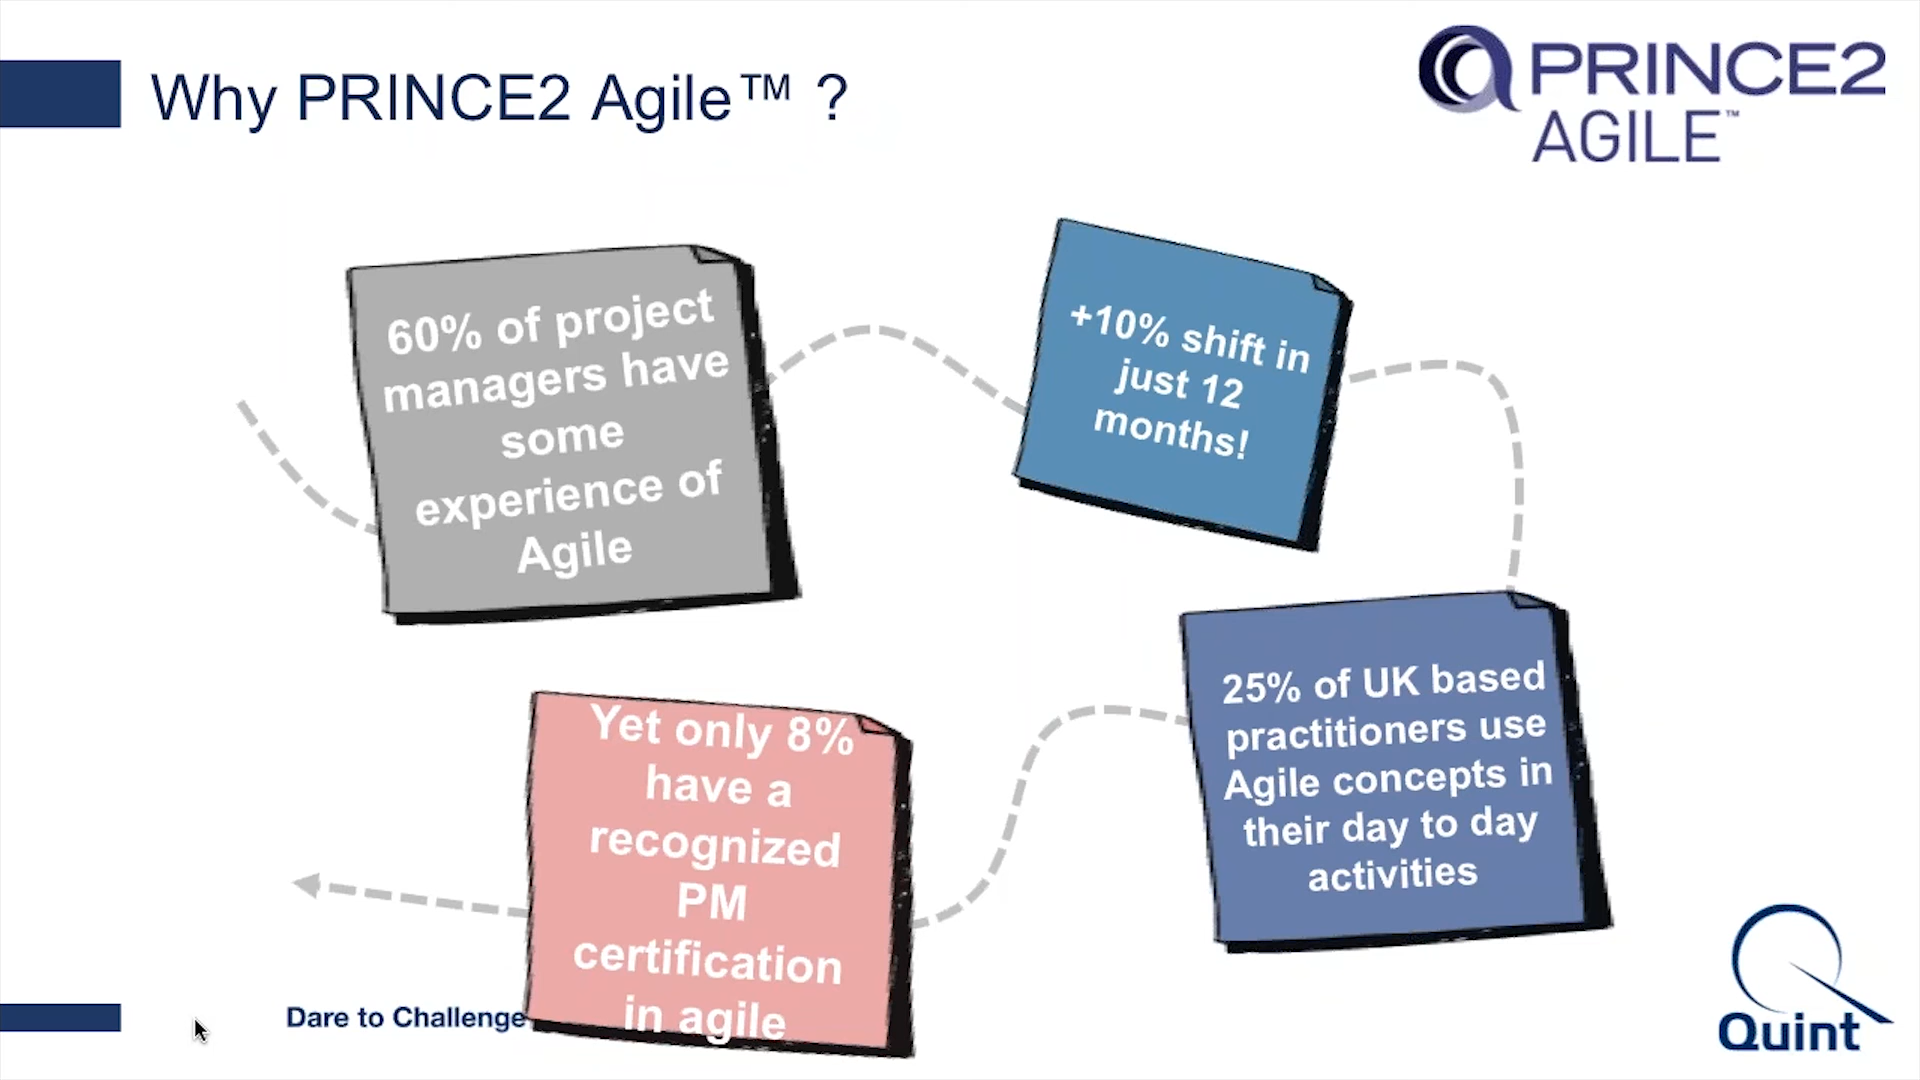 Why PRINCE2 Agile™ ?
PRINCE2
AGILE™
60% of project
managers have
some
experience of
Agile
+10% shift in
just 12
months!
25% of UK based
practitioners use
Agile concepts in
their day to day
activities
Yet only 8%
have a
recognized
PM
certification
in agile
Dare to Challenge
Quint